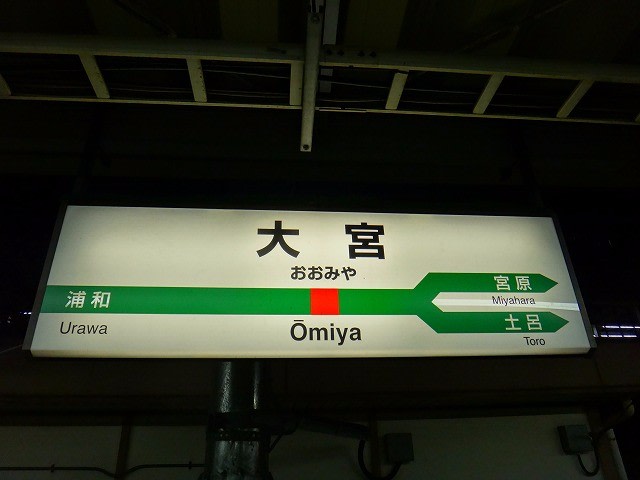 大宮
おおみや
浦和
Urawa
Ōmiya
宮原
Miyahara
土呂
Toro